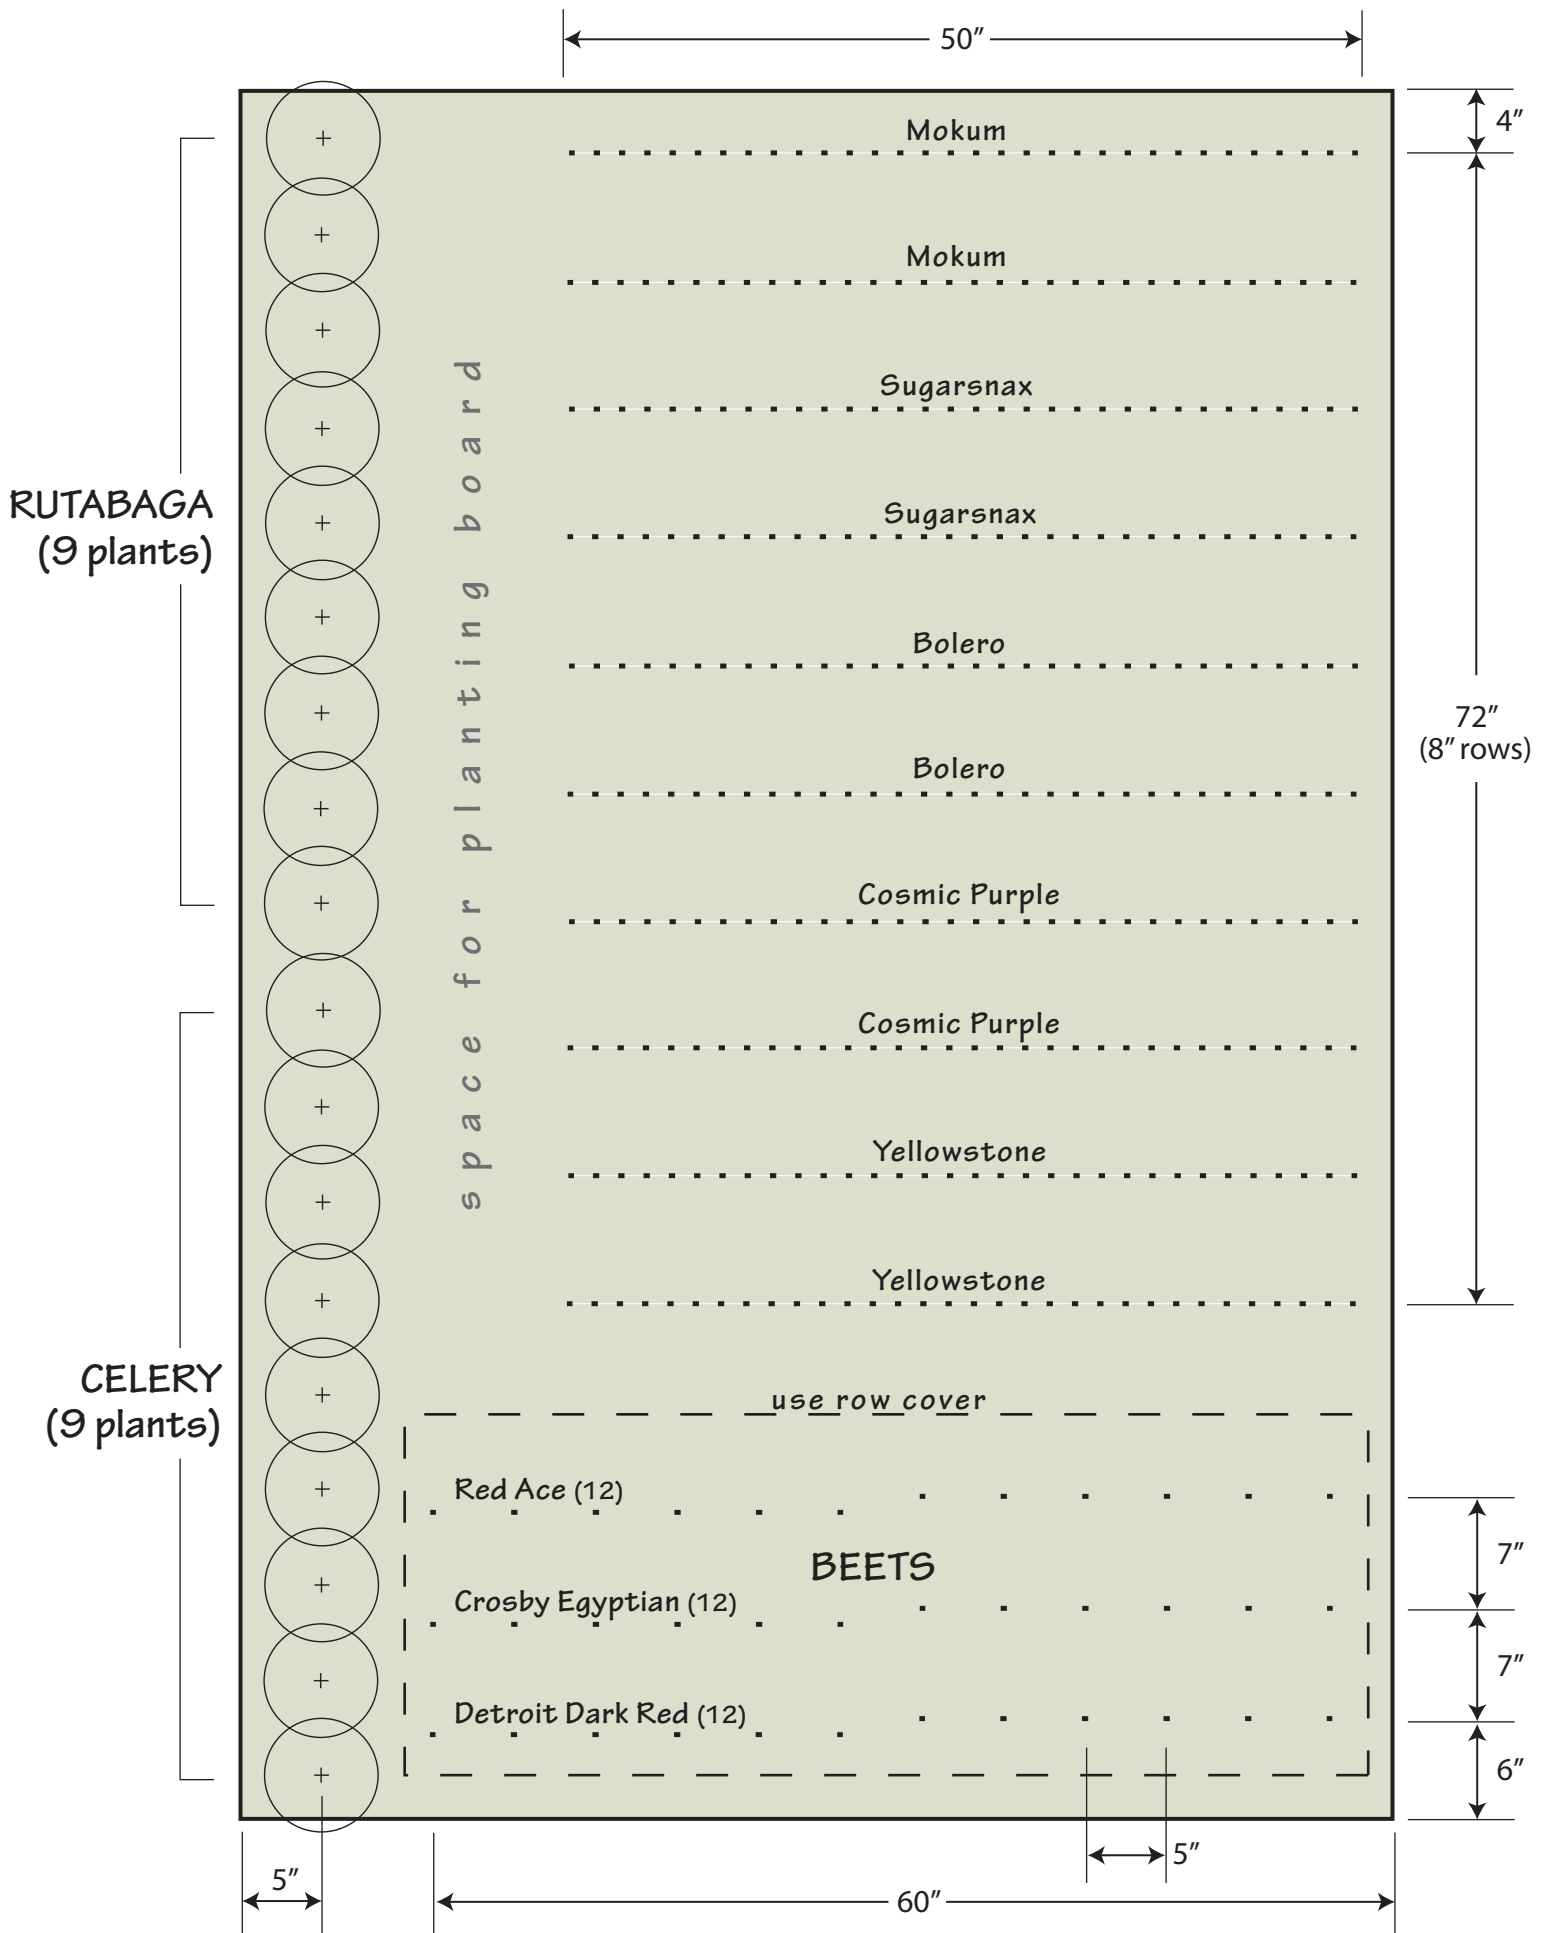 50″
4″
Mokum
Mokum
Sugarsnax
Sugarsnax
Bolero
Bolero
Cosmic Purple
Cosmic Purple
Yellowstone
Yellowstone
72″
(8″ rows)
RUTABAGA
(9 plants)
space for planting board
CELERY
(9 plants)
use row cover
Red Ace (12)
BEETS
Crosby Egyptian (12)
Detroit Dark Red (12)
7″
7″
6″
5″
5″
60″